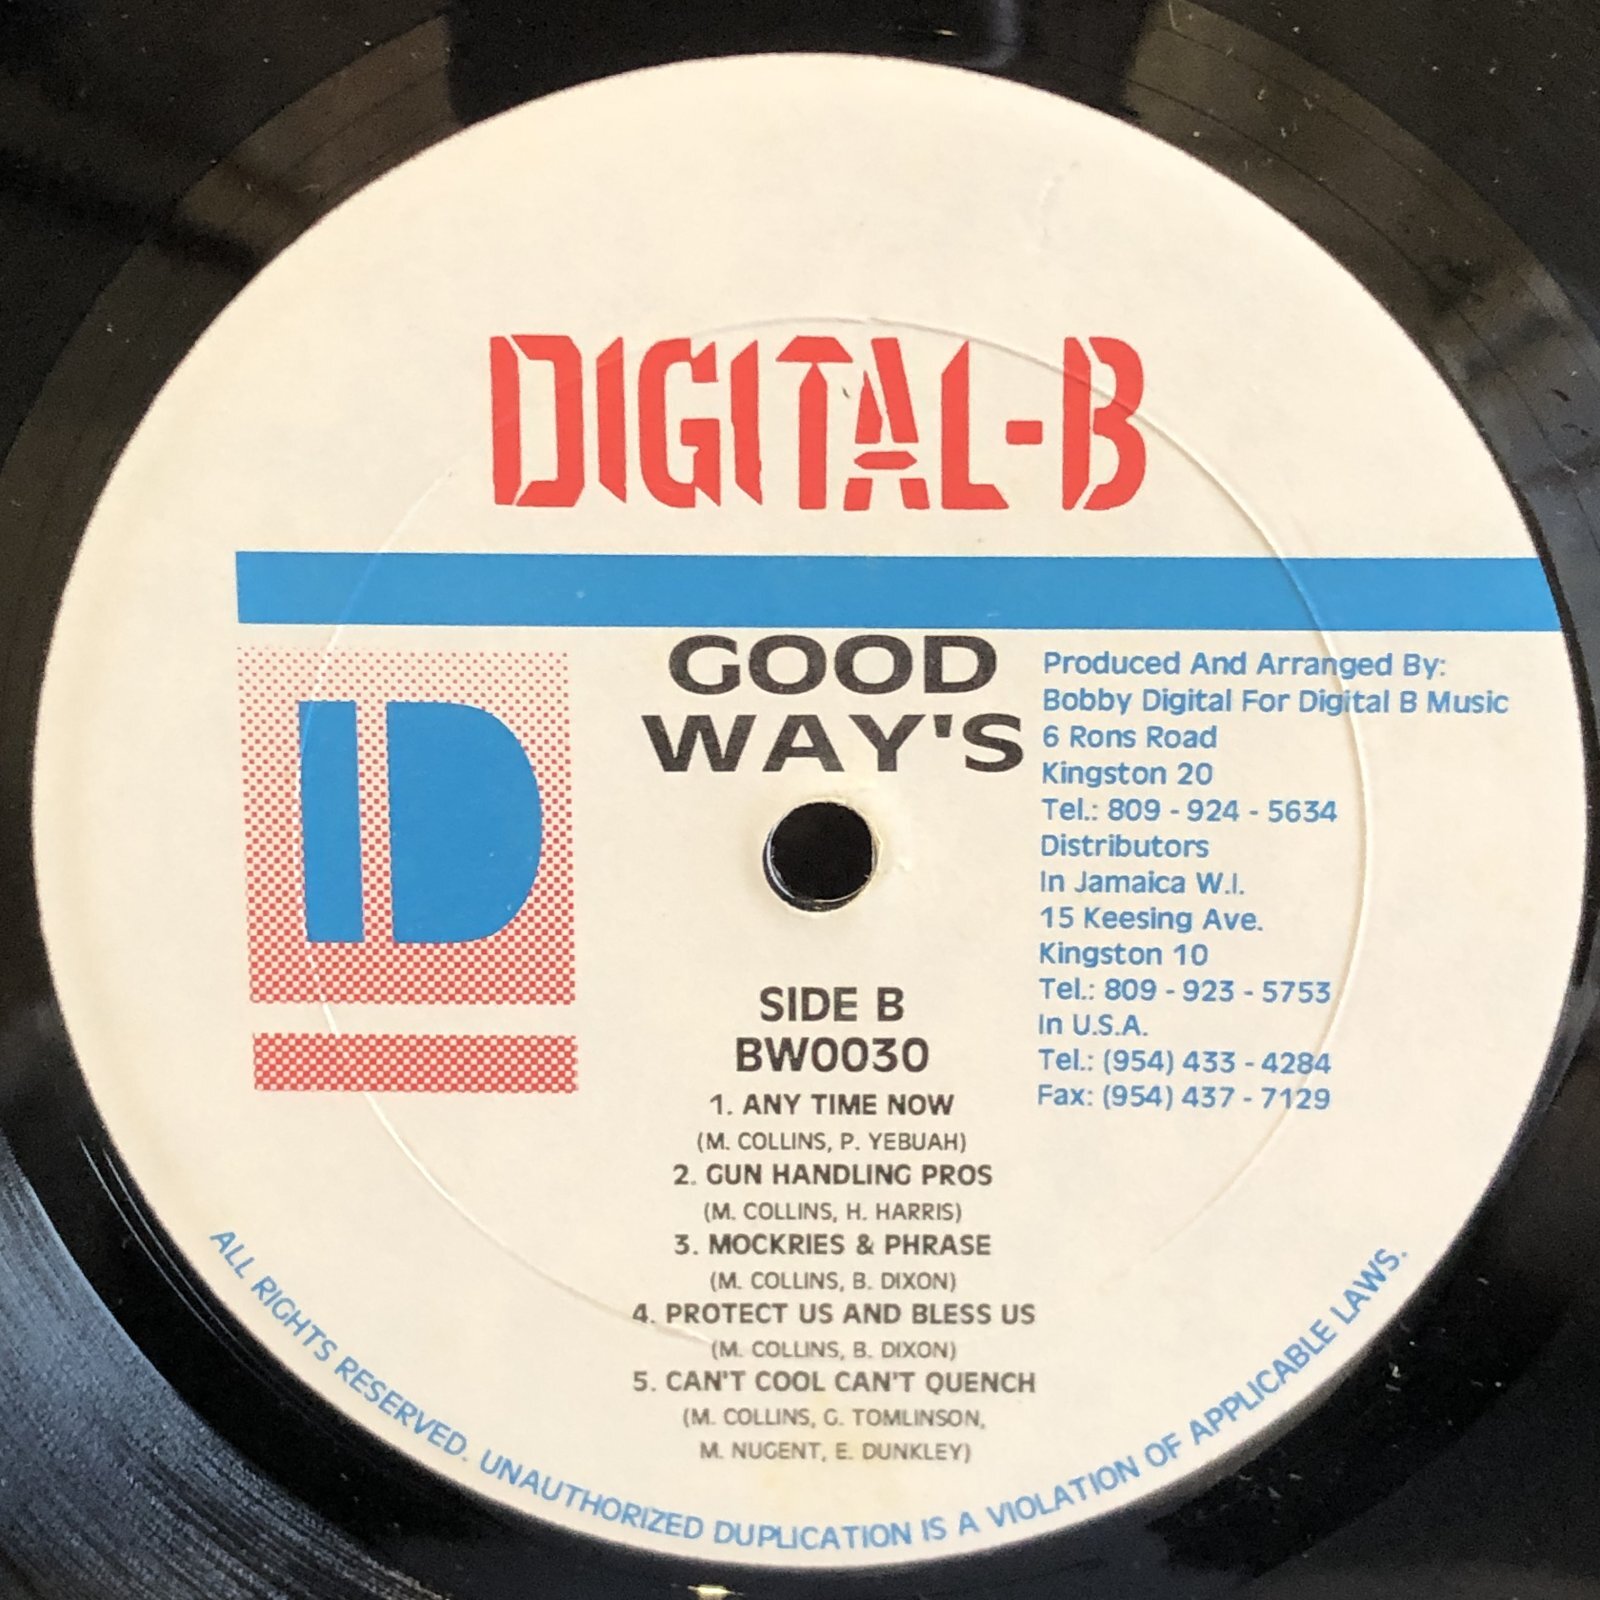 DIGITAL-B
GOOD
WAY'S
Produced And Arranged By:
Bobby Digital For Digital B Music
6 Rons Road
Kingston 20
Tel.: 809 - 924 - 5634
Distributors
In Jamaica W.I.
15 Keesing Ave.
Kingston 10
Tel.: 809 - 923 - 5753
In U.S.A.
Tel.: (954) 433 - 4284
Fax: (954) 437 - 7129
D
SIDE B
BW0030
1. ANY TIME NOW
(M. COLLINS, P. YEBUAH)
2. GUN HANDLING PROS
(M. COLLINS, H. HARRIS)
3. MOCKRIES & PHRASE
(M. COLLINS, B. DIXON)
4. PROTECT US AND BLESS US
(M. COLLINS, B. DIXON)
5. CAN'T COOL CAN'T QUENCH
(M. COLLINS, G. TOMLINSON,
M. NUGENT, E. DUNKLEY)
ALL RIGHTS RESERVED. UNAUTHORIZED DUPLICATION IS A VIOLATION OF APPLICABLE LAWS.